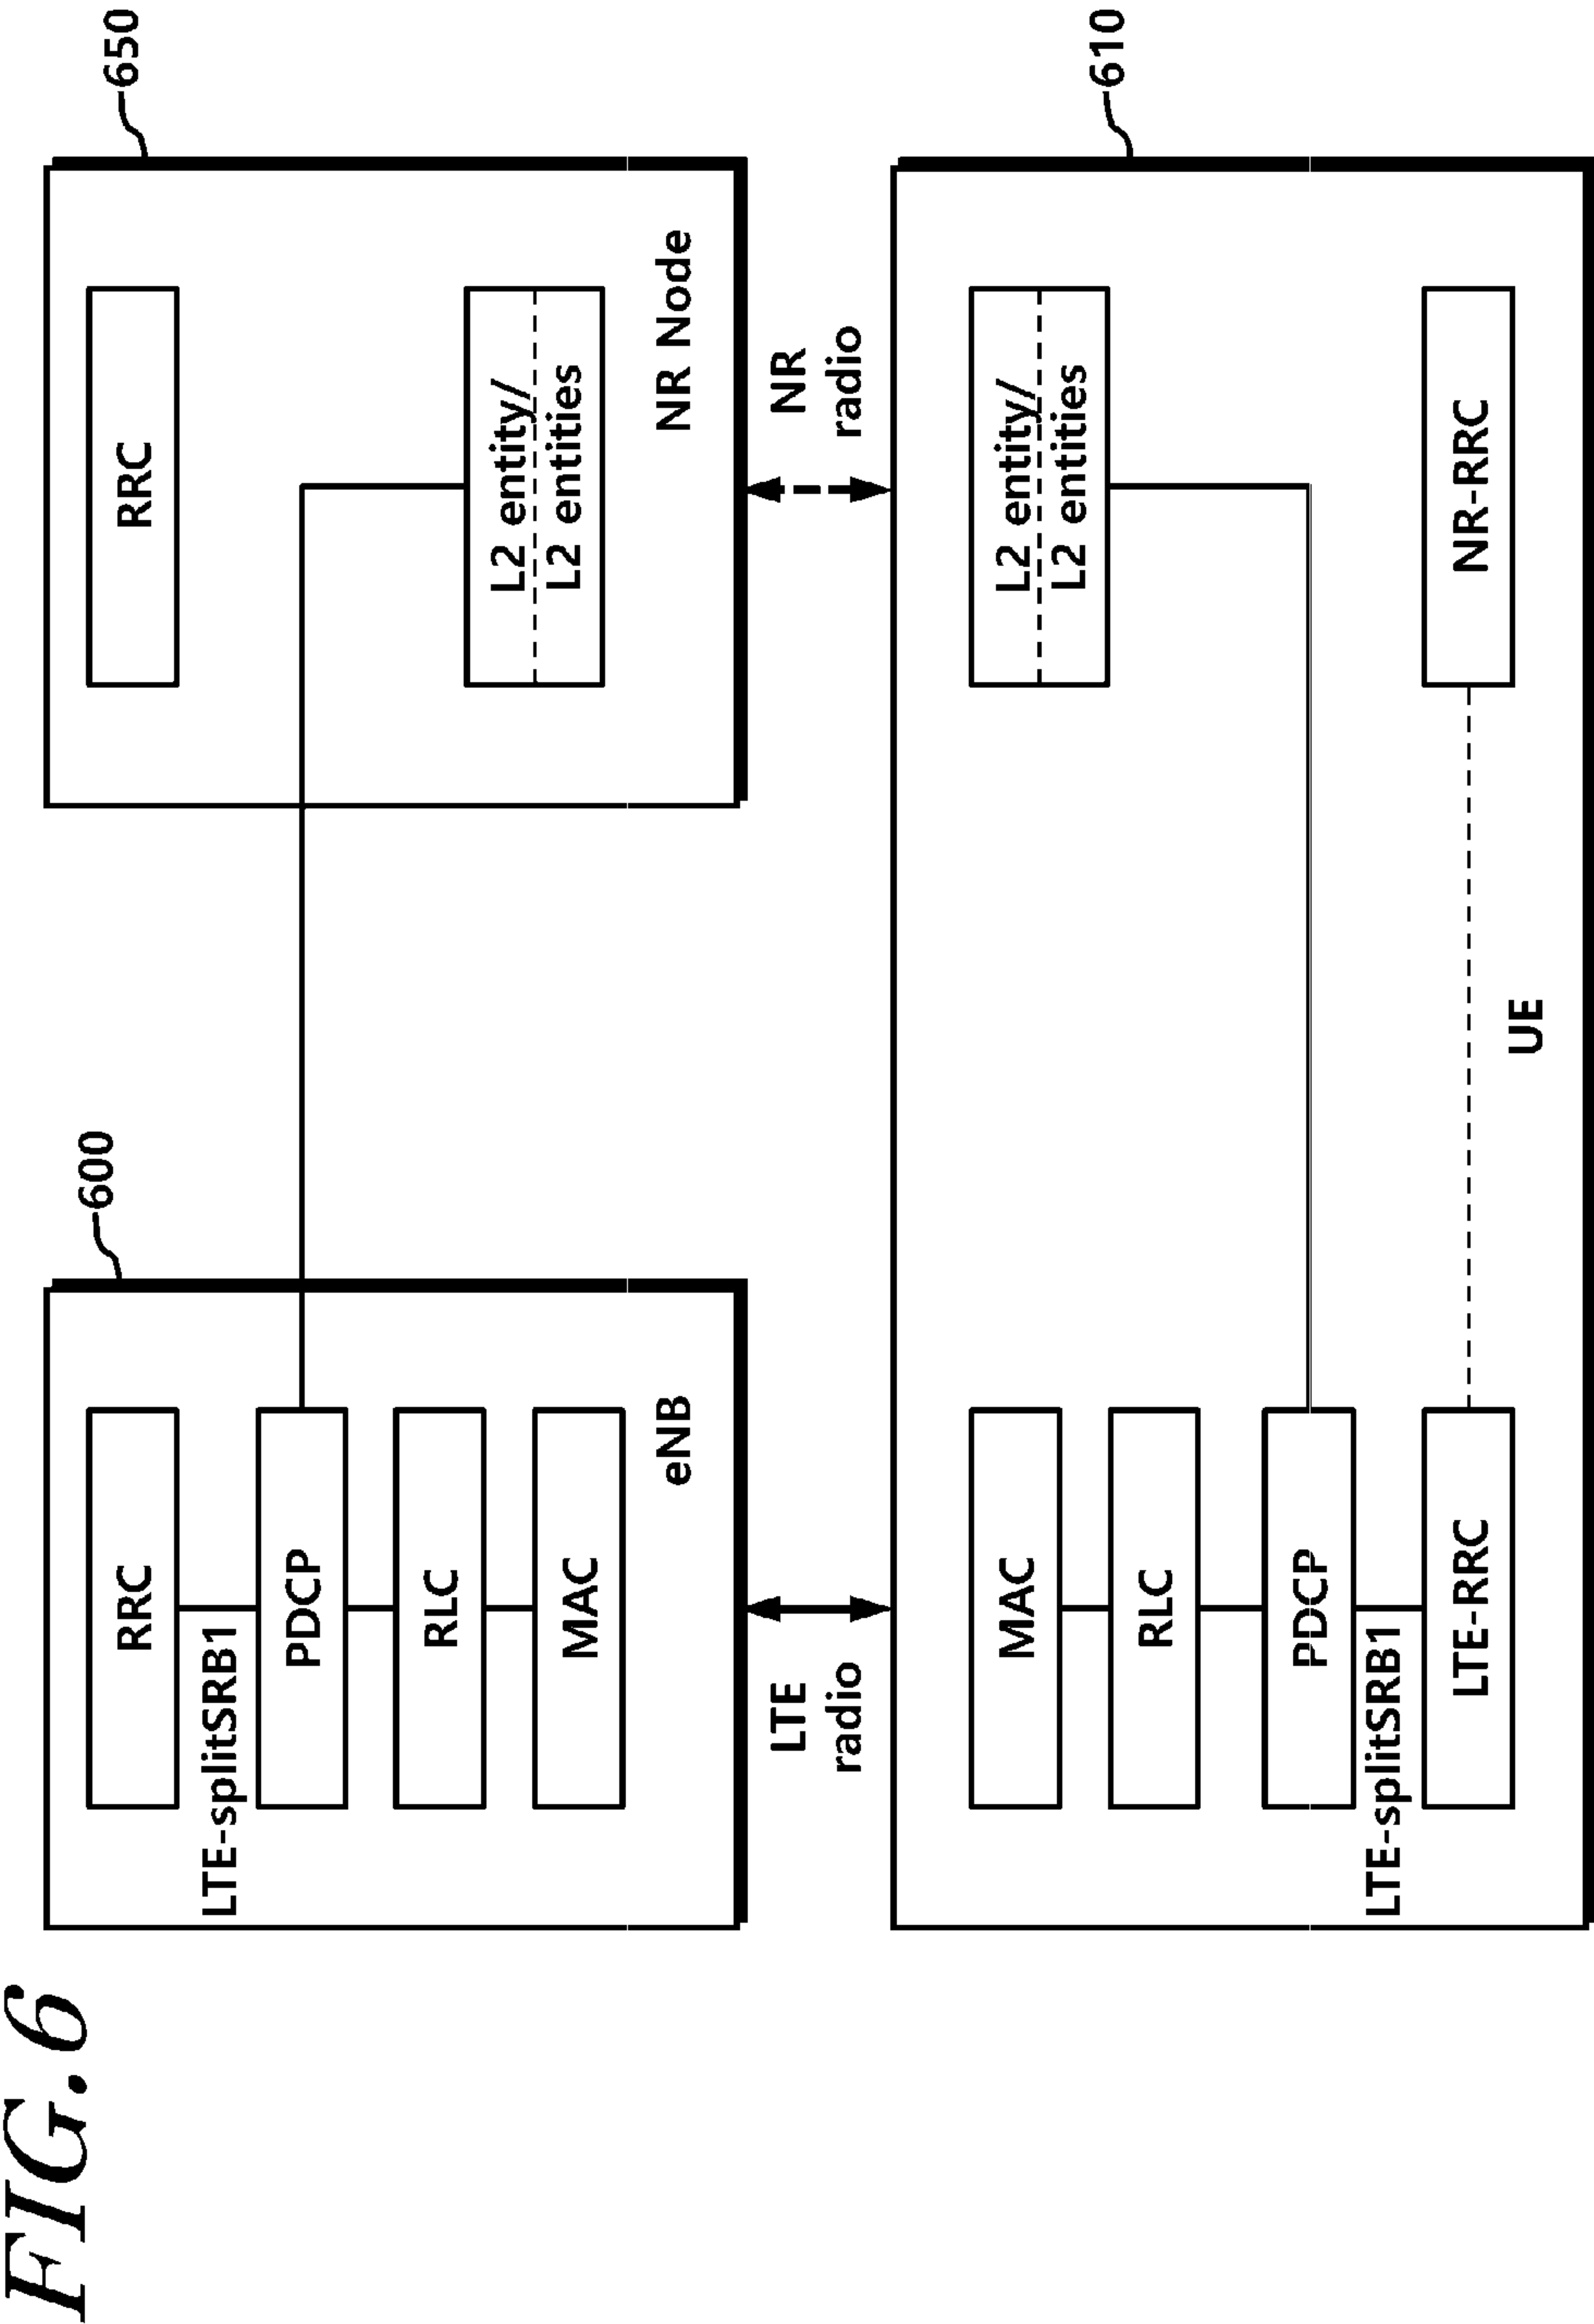 FIG.6
600
650
RRC
RRC
LTE-splitSRB1
PDCP
RLC
L2 entity/
L2 entities
MAC
eNB
NR Node
LTE
radio
NR
radio
610
MAC
L2 entity/
L2 entities
RLC
PDCP
LTE-splitSRB1
LTE-RRC
NR-RRC
UE